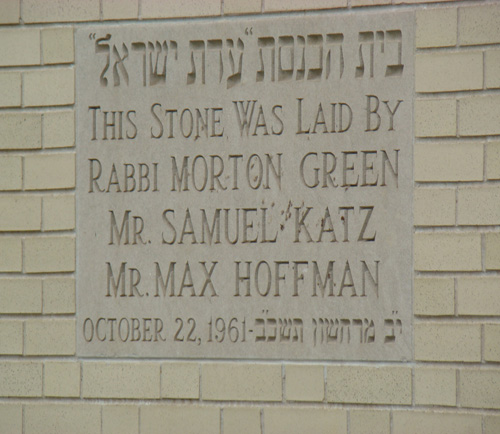 בית הכנסת "עדת ישראל"
THIS STONE WAS LAID BY
RABBI MORTON GREEN
MR. SAMUEL KATZ
MR. MAX HOFFMAN
OCTOBER 22, 1961 - י"ב מרחשון תשכ"ב